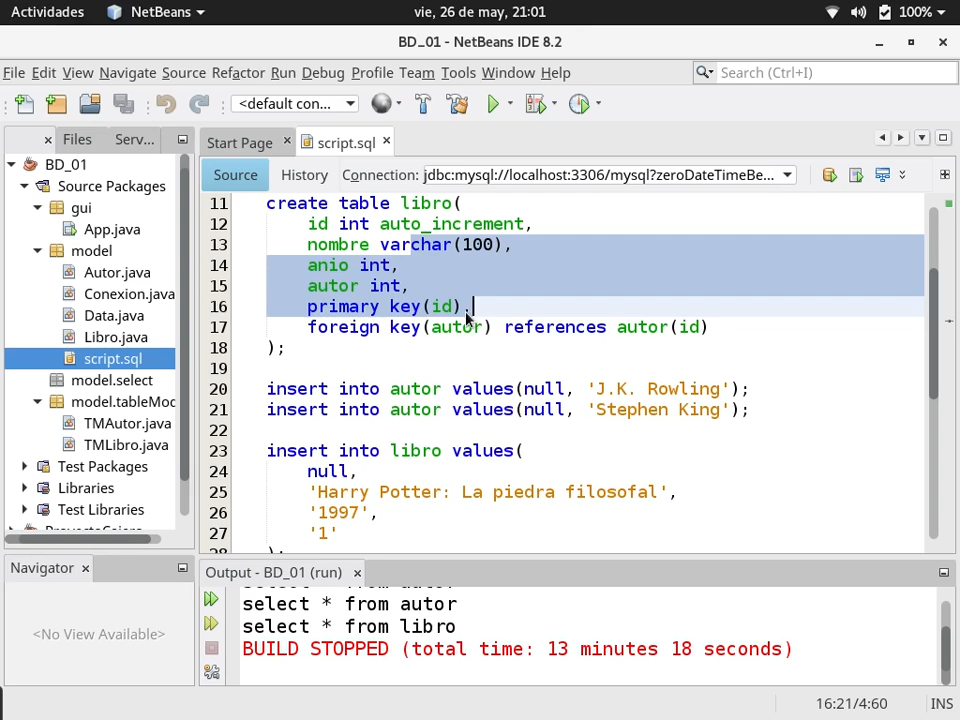 Actividades NetBeans vie, 26 de may, 21:01 100%
BD_01 - NetBeans IDE 8.2
File Edit View Navigate Source Refactor Run Debug Profile Team Tools Window Help Search (Ctrl+I)
<default con...
Files Serv... Start Page script.sql
Source History Connection: jdbc:mysql://localhost:3306/mysql?zeroDateTimeBe...
BD_01
Source Packages
gui
App.java
model
Autor.java
Conexion.java
Data.java
Libro.java
script.sql
model.select
model.tableMod
TMAutor.java
TMLibro.java
Test Packages
Libraries
Test Libraries
11 create table libro(
12 id int auto_increment,
13 nombre varchar(100),
14 anio int,
15 autor int,
16 primary key(id),
17 foreign key(autor) references autor(id)
18 );
19
20 insert into autor values(null, 'J.K. Rowling');
21 insert into autor values(null, 'Stephen King');
22
23 insert into libro values(
24 null,
25 'Harry Potter: La piedra filosofal',
26 '1997',
27 '1'
28 );
Navigator
<No View Available>
Output - BD_01 (run)
select * from autor
select * from autor
select * from libro
BUILD STOPPED (total time: 13 minutes 18 seconds)
16:21/4:60 INS